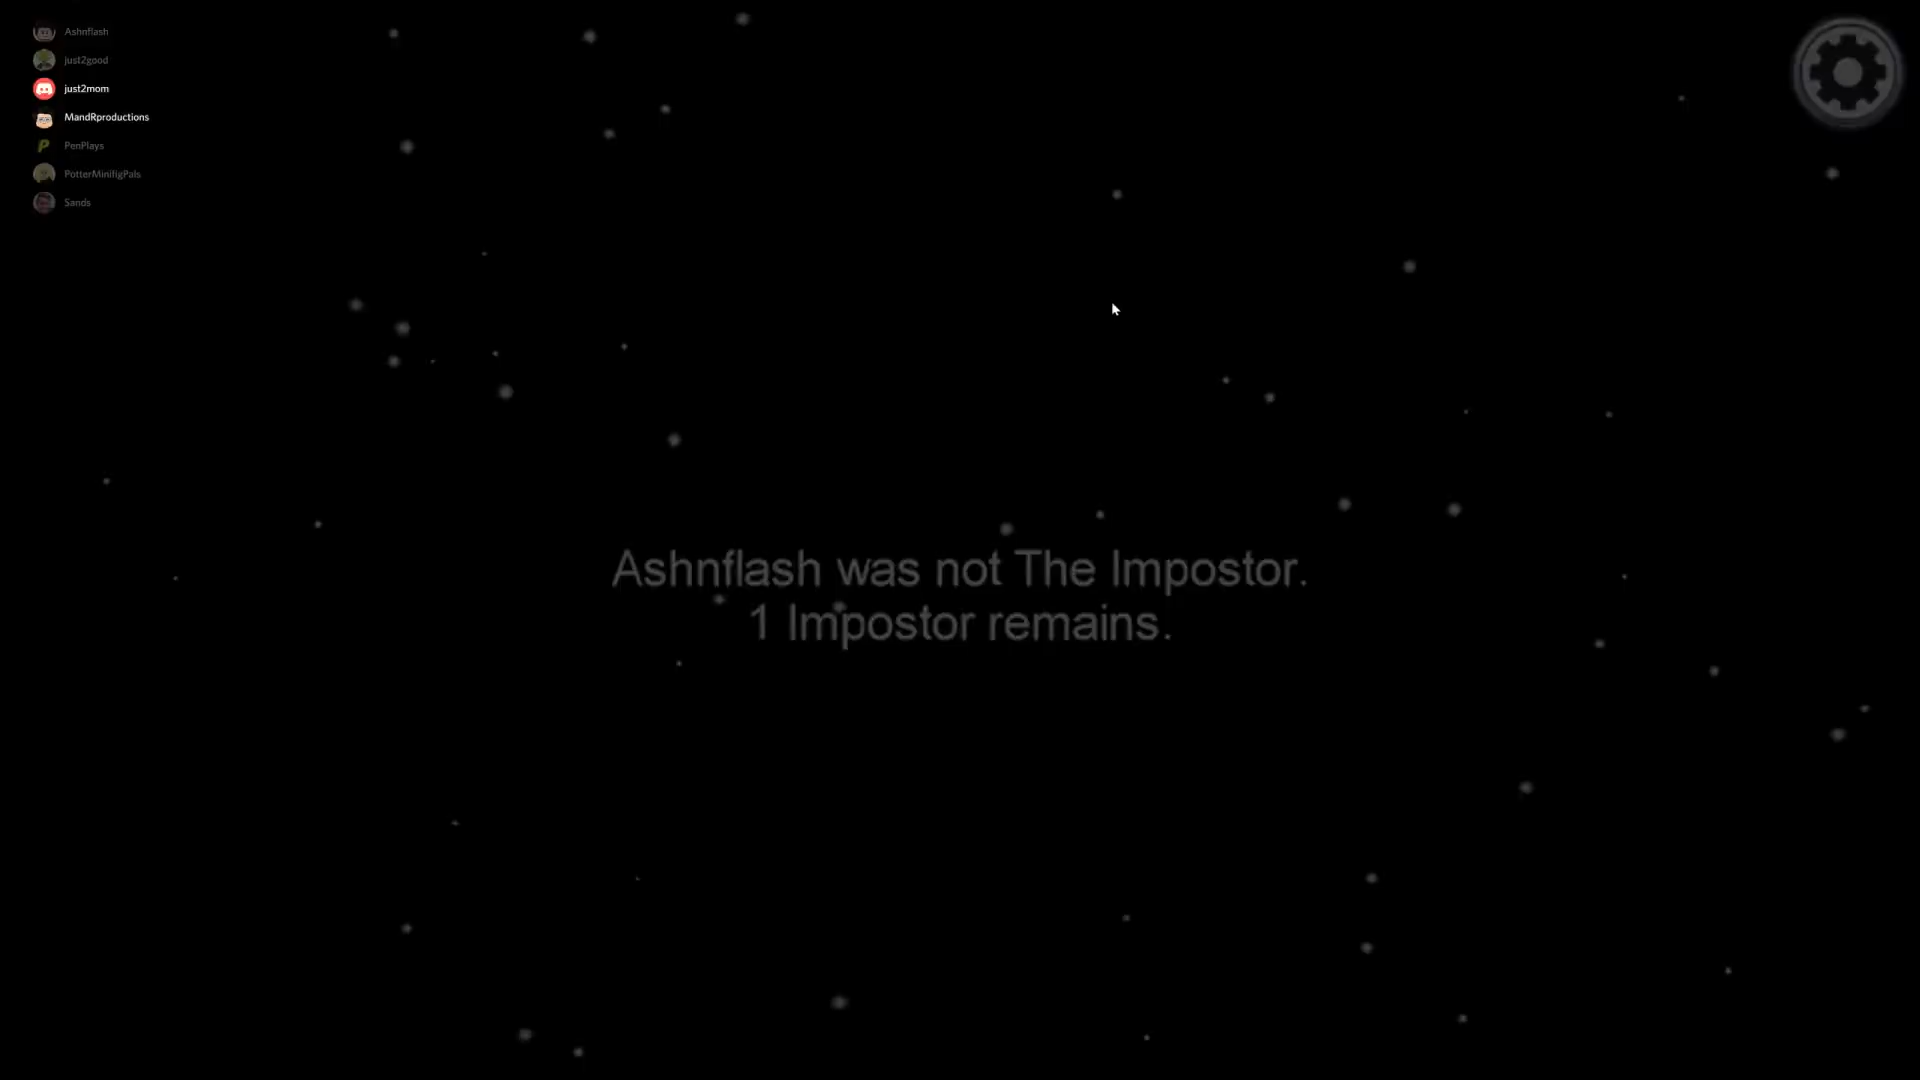 Ashnflash
just2good
just2mom
MandRproductions
PenPlays
PotterMinifigPals
Sands
Ashnflash was not The Impostor.
1 Impostor remains.